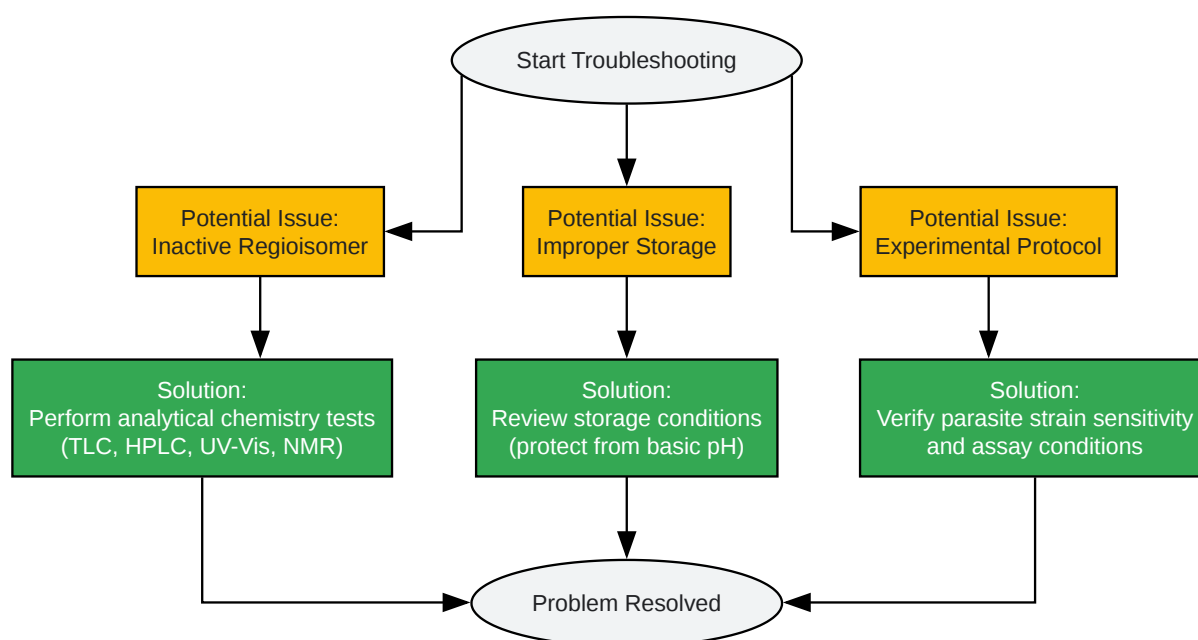 Start Troubleshooting
Potential Issue:
Inactive Regioisomer
Potential Issue:
Improper Storage
Potential Issue:
Experimental Protocol
Solution:
Perform analytical chemistry tests
(TLC, HPLC, UV-Vis, NMR)
Solution:
Review storage conditions
(protect from basic pH)
Solution:
Verify parasite strain sensitivity
and assay conditions
Problem Resolved